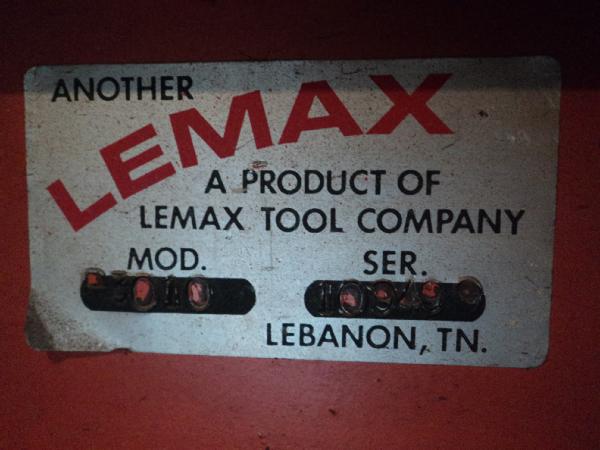 ANOTHER
LEMAX
A PRODUCT OF
LEMAX TOOL COMPANY
MOD. SER.
LEBANON, TN.